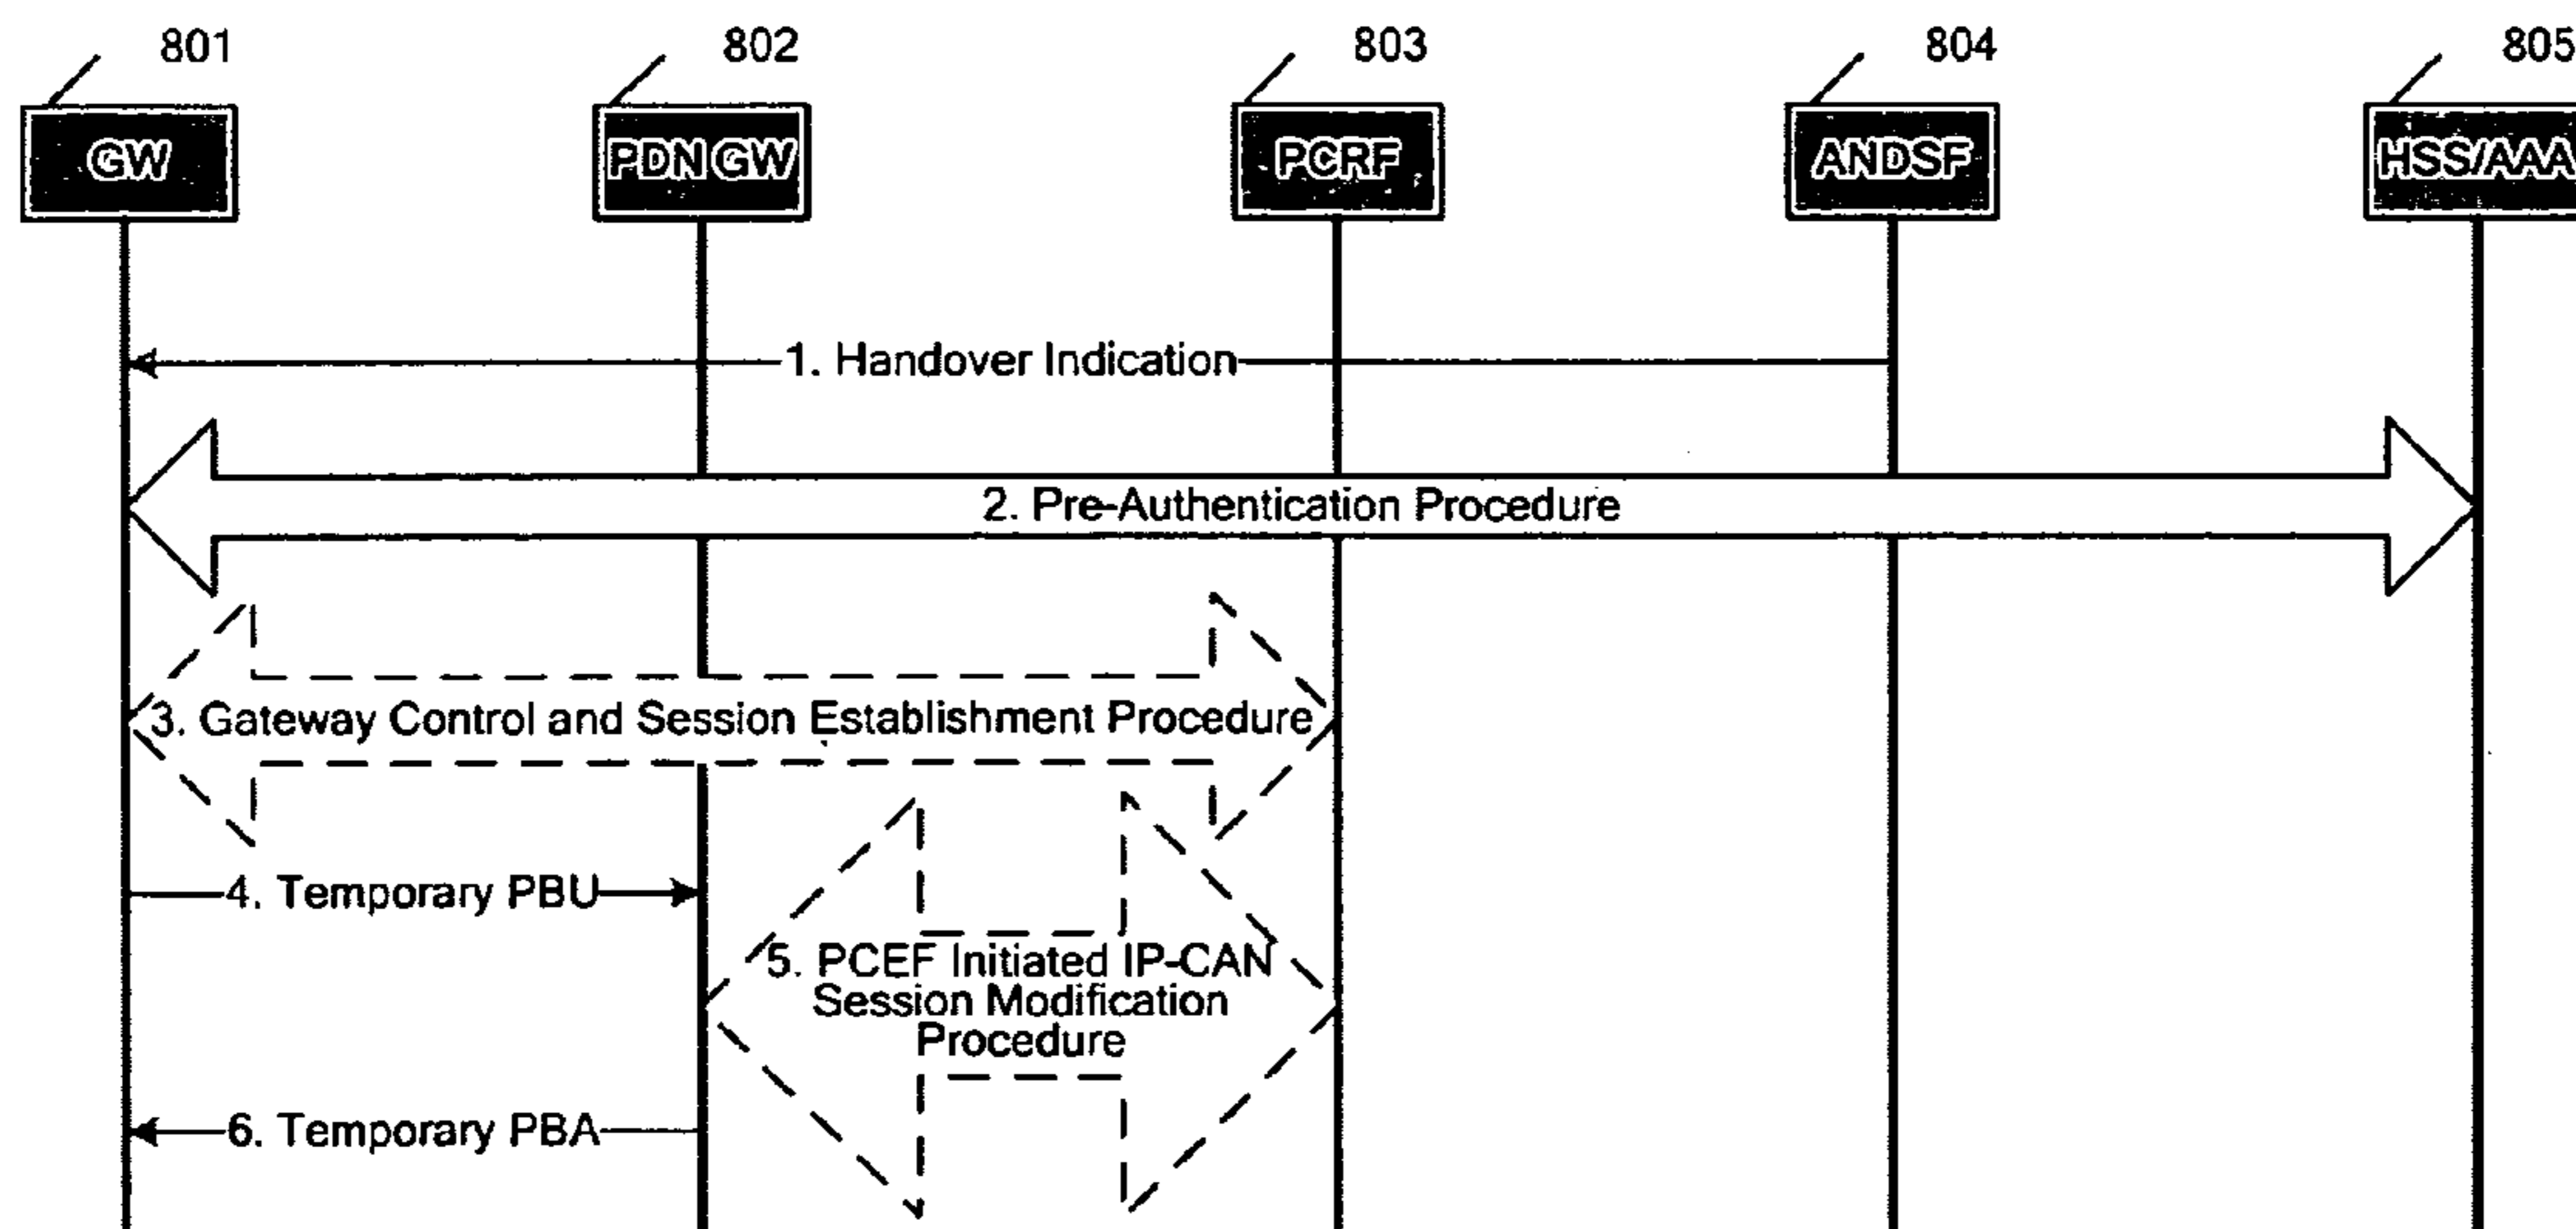 801
802
803
804
805
GW
PDN GW
PCRF
ANDSF
HSS/AAA
1. Handover Indication
2. Pre-Authentication Procedure
3. Gateway Control and Session Establishment Procedure
4. Temporary PBU
5. PCEF Initiated IP-CAN
Session Modification
Procedure
6. Temporary PBA